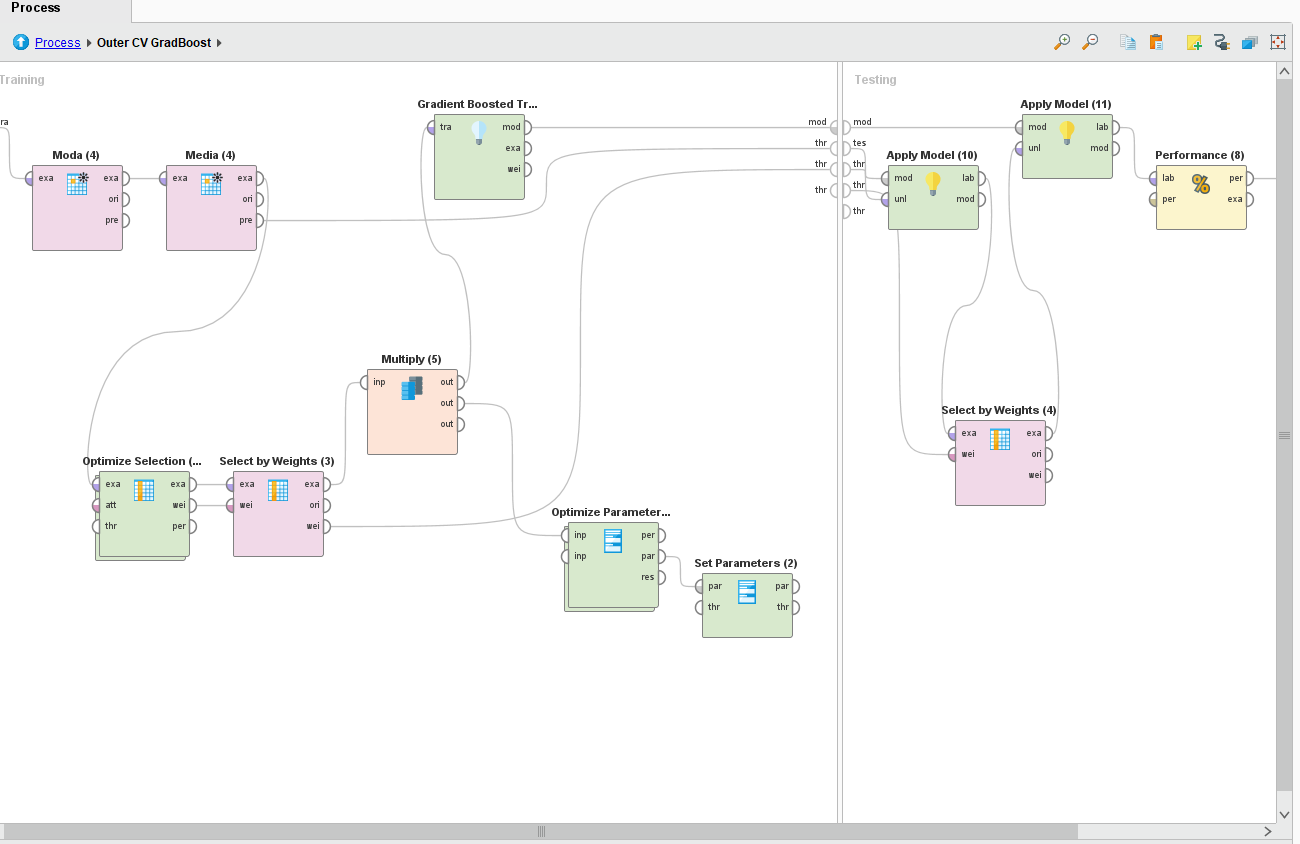 Process
Process
Outer CV GradBoost
Training
Testing
ra
Moda (4)
exa
exa
ori
pre
Media (4)
exa
exa
ori
pre
Gradient Boosted Tr...
tra
mod
exa
wei
mod
thr
thr
thr
mod
tes
thr
thr
thr
Apply Model (10)
mod
unl
lab
mod
Apply Model (11)
mod
unl
lab
mod
Performance (8)
lab
per
per
exa
Multiply (5)
inp
out
out
out
Select by Weights (4)
exa
wei
exa
ori
wei
Optimize Selection (...
exa
att
thr
exa
wei
per
Select by Weights (3)
exa
wei
exa
ori
wei
Optimize Parameter...
inp
inp
per
par
res
Set Parameters (2)
par
thr
par
thr